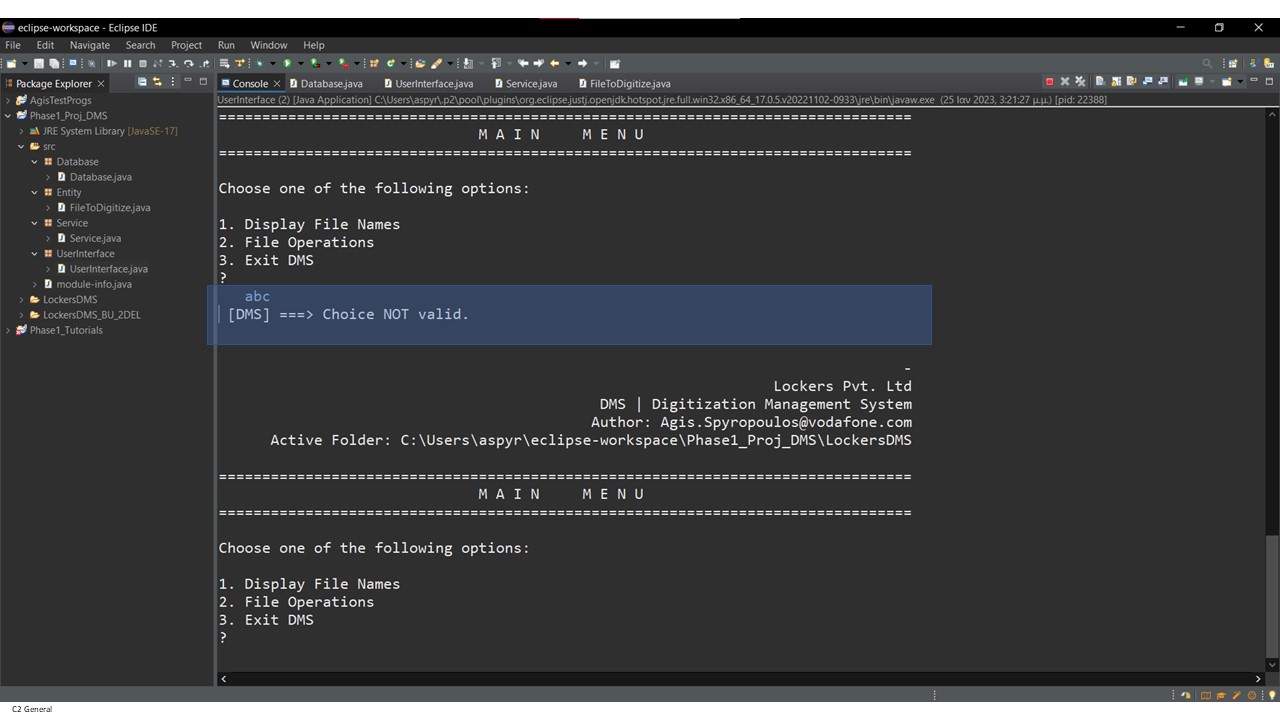 eclipse-workspace - Eclipse IDE
File Edit Navigate Search Project Run Window Help
Package Explorer
Console Database.java UserInterface.java Service.java FileToDigitize.java
UserInterface (2) [Java Application] C:\Users\aspyr\.p2\pool\plugins\org.eclipse.justj.openjdk.hotspot.jre.full.win32.x86_64_17.0.5.v20221102-0933\jre\bin\javaw.exe (25 Ιαν 2023, 3:21:27 μ.μ.) [pid: 22388]
AgisTestProgs
Phase1_Proj_DMS
JRE System Library [JavaSE-17]
src
Database
Database.java
Entity
FileToDigitize.java
Service
Service.java
UserInterface
UserInterface.java
module-info.java
LockersDMS
LockersDMS_BU_2DEL
Phase1_Tutorials
================================================================================
M A I N     M E N U
================================================================================
Choose one of the following options:
1. Display File Names
2. File Operations
3. Exit DMS
?
abc
[DMS] ===> Choice NOT valid.
-
Lockers Pvt. Ltd
DMS | Digitization Management System
Author: Agis.Spyropoulos@vodafone.com
Active Folder: C:\Users\aspyr\eclipse-workspace\Phase1_Proj_DMS\LockersDMS
================================================================================
M A I N     M E N U
================================================================================
Choose one of the following options:
1. Display File Names
2. File Operations
3. Exit DMS
?
C2 General